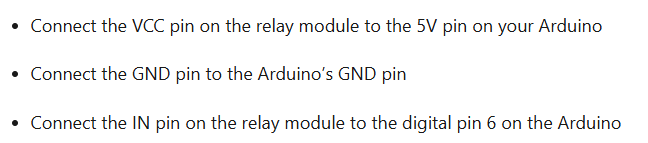 • Connect the VCC pin on the relay module to the 5V pin on your Arduino
• Connect the GND pin to the Arduino’s GND pin
• Connect the IN pin on the relay module to the digital pin 6 on the Arduino